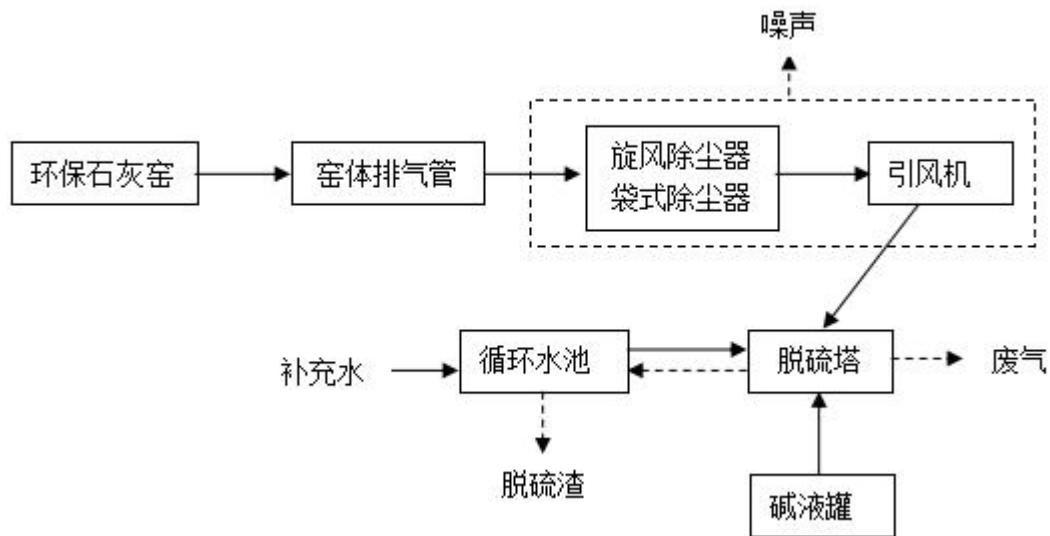 噪声
环保石灰窑
窑体排气管
旋风除尘器
袋式除尘器
引风机
补充水
循环水池
脱硫塔
废气
脱硫渣
碱液罐